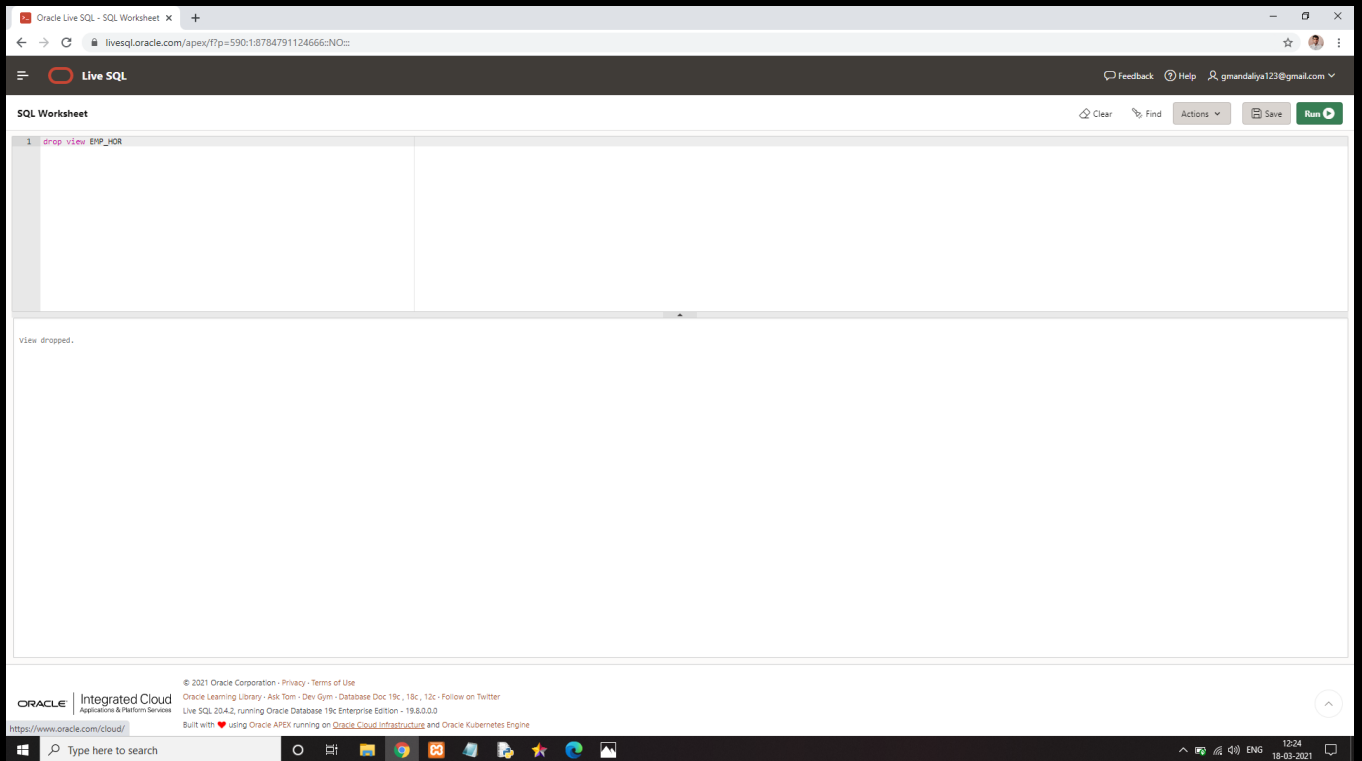 Oracle Live SQL - SQL Worksheet
livesql.oracle.com/apex/f?p=590:1:8784791124666::NO:::
Live SQL
Feedback Help gmandaliya123@gmail.com
SQL Worksheet
Clear Find Actions Save Run
1 drop view EMP_HOR
View dropped.
© 2021 Oracle Corporation · Privacy · Terms of Use
Oracle Learning Library · Ask Tom · Dev Gym · Database Doc 19c, 18c, 12c · Follow on Twitter
ORACLE Integrated Cloud
Applications & Platform Services
Live SQL 20.4.2, running Oracle Database 19c Enterprise Edition - 19.8.0.0.0
Built with ❤ using Oracle APEX running on Oracle Cloud Infrastructure and Oracle Kubernetes Engine
https://www.oracle.com/cloud/
Type here to search
ENG
12:24
18-03-2021